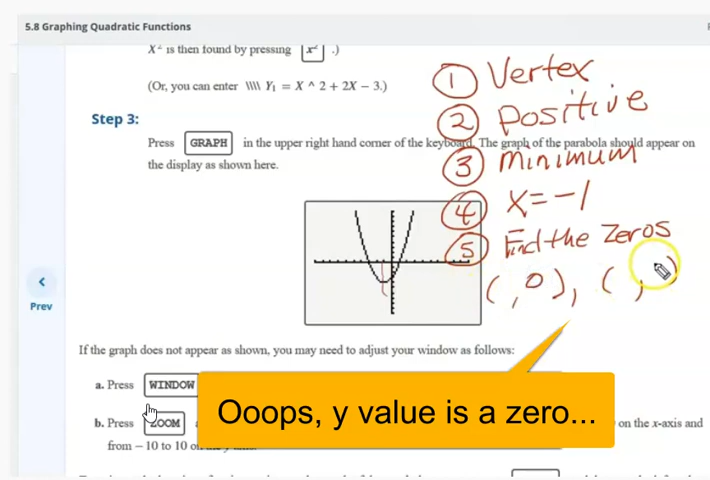 5.8 Graphing Quadratic Functions
X² is then found by pressing x² .)
(Or, you can enter \\\\ Y₁ = X ^ 2 + 2X − 3.)
Step 3:
Press GRAPH in the upper right hand corner of the keyboard. The graph of the parabola should appear on
the display as shown here.
① Vertex
② positive
③ minimum
④ x=-1
⑤ Find the zeros
( , 0), ( , )
Prev
If the graph does not appear as shown, you may need to adjust your window as follows:
a. Press WINDOW
Ooops, y value is a zero...
b. Press ZOOM on the x-axis and
from − 10 to 10 o